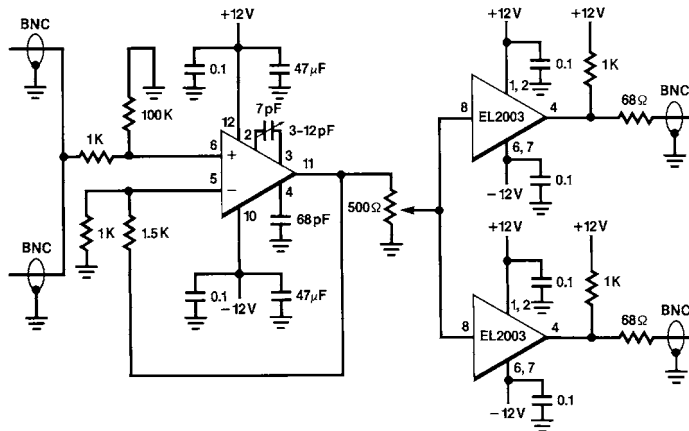 BNC
+12V
0.1
47μF
7pF
3-12pF
100K
1K
12
2
3
6
+
5
−
11
4
10
68pF
1K
1.5K
500Ω
BNC
0.1
47μF
−12V
+12V
+12V
0.1
1K
1, 2
8
EL2003
4
68Ω
BNC
6, 7
0.1
−12V
+12V
+12V
0.1
1K
1, 2
8
EL2003
4
68Ω
BNC
6, 7
0.1
−12V